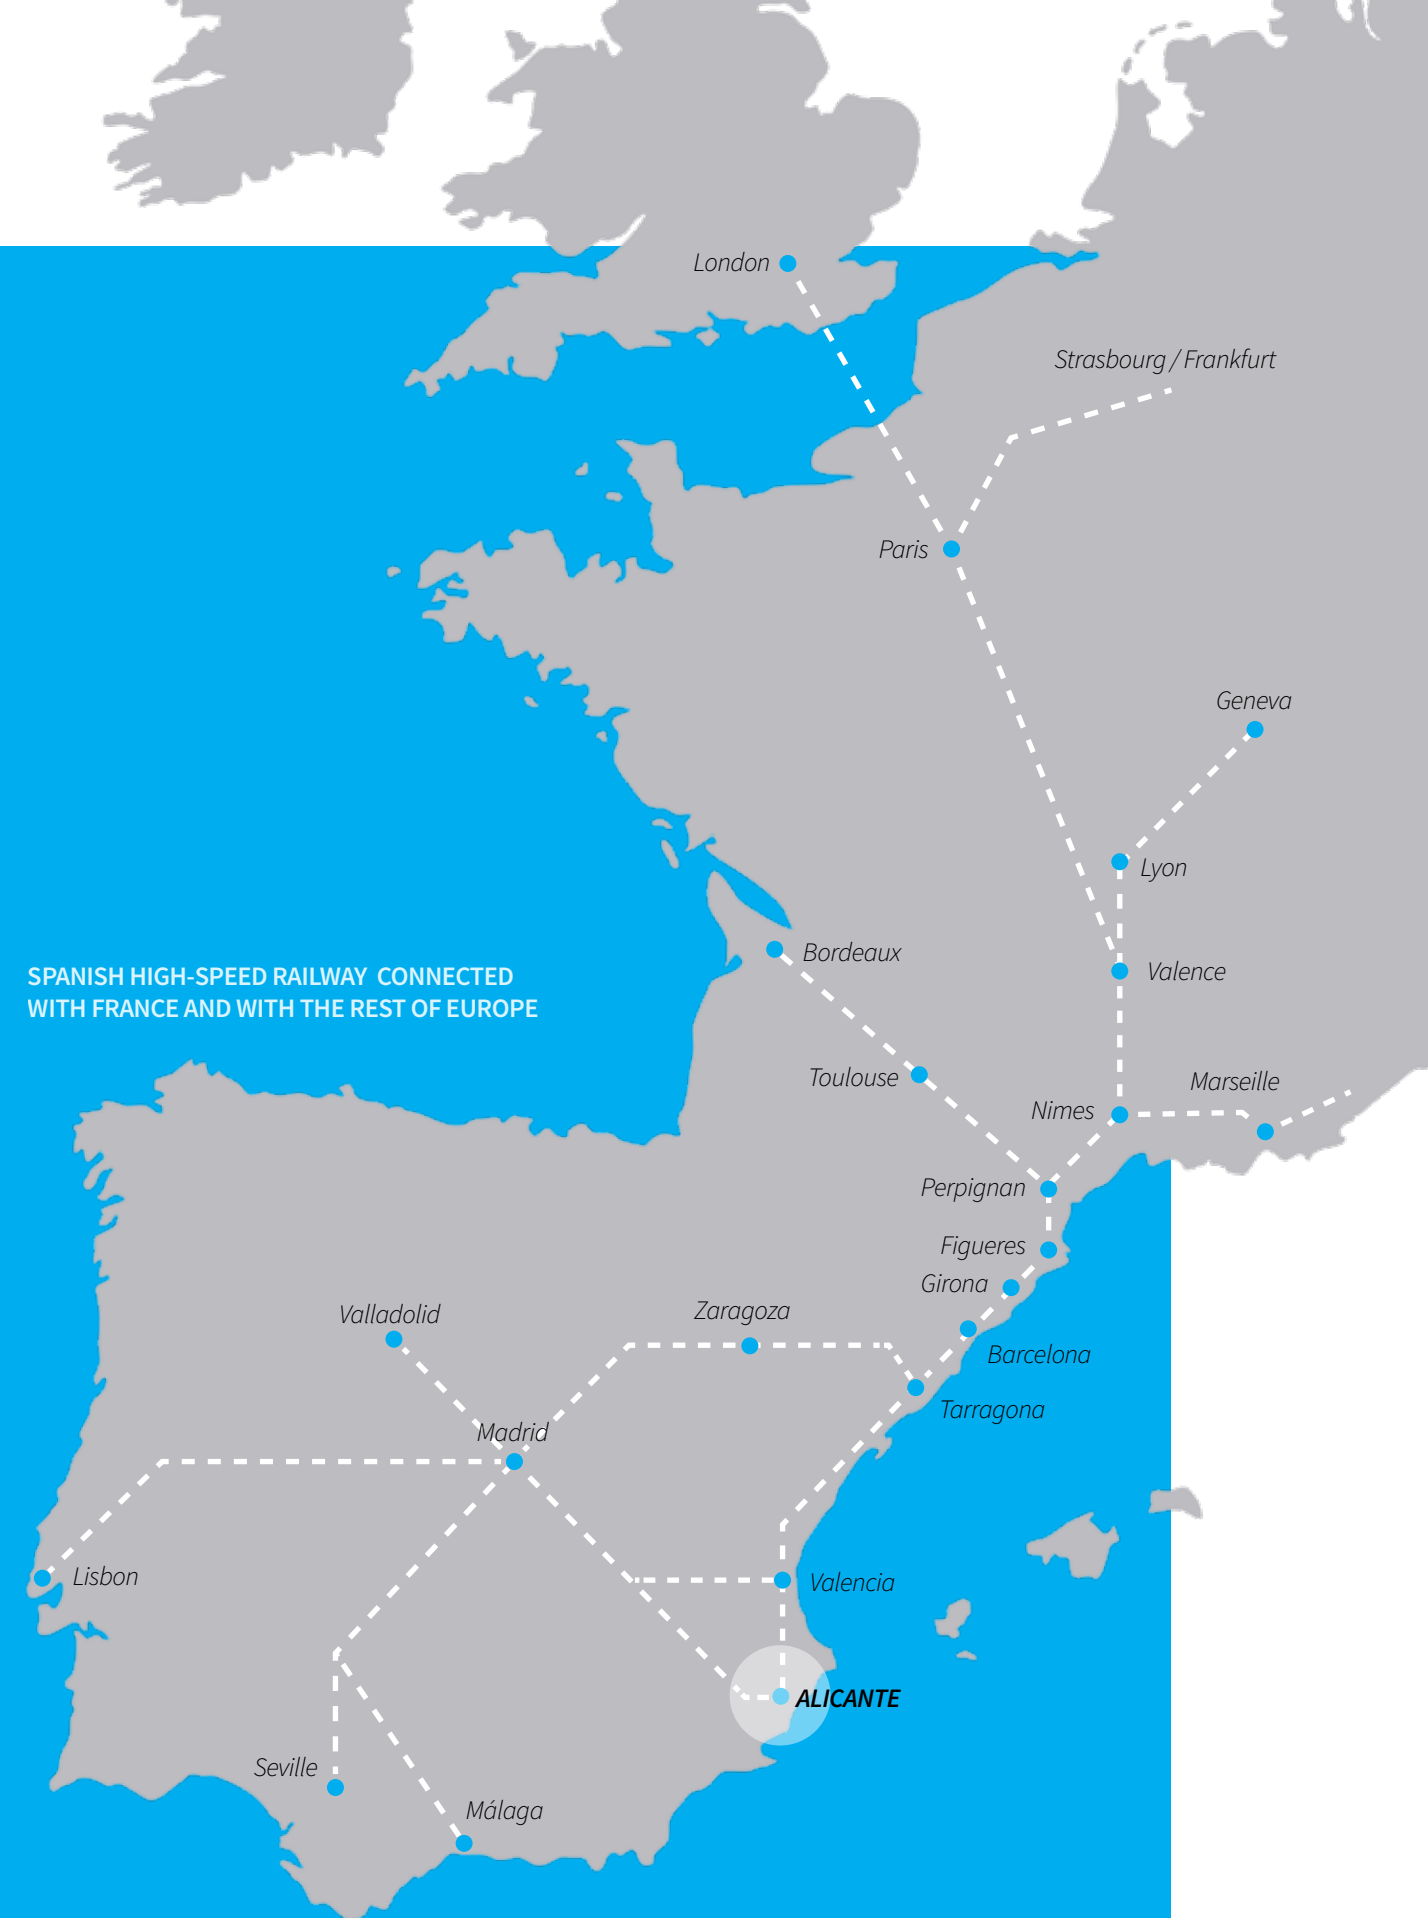 London
Strasbourg / Frankfurt
Paris
Geneva
Lyon
Bordeaux
Valence
SPANISH HIGH-SPEED RAILWAY CONNECTED
WITH FRANCE AND WITH THE REST OF EUROPE
Toulouse
Marseille
Nimes
Perpignan
Figueres
Girona
Valladolid
Zaragoza
Barcelona
Tarragona
Madrid
Lisbon
Valencia
ALICANTE
Seville
Málaga